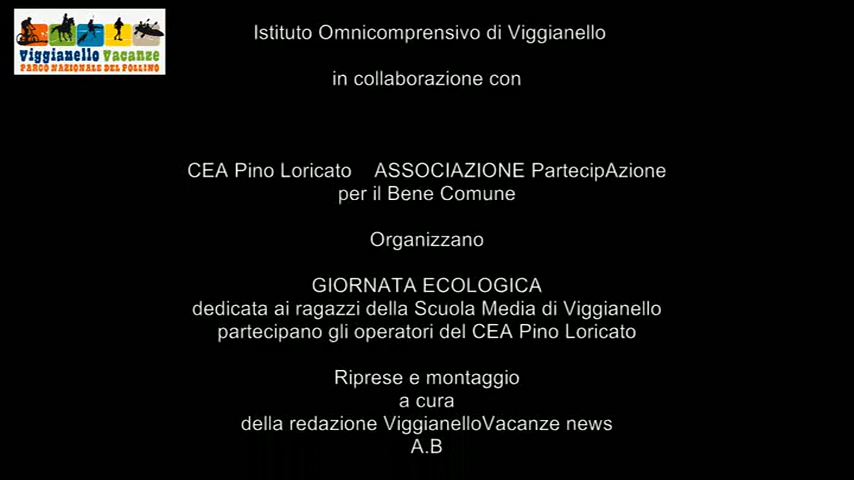 Viggianello Vacanze
PARCO NAZIONALE DEL POLLINO
Istituto Omnicomprensivo di Viggianello
in collaborazione con
CEA Pino Loricato ASSOCIAZIONE PartecipAzione
per il Bene Comune
Organizzano
GIORNATA ECOLOGICA
dedicata ai ragazzi della Scuola Media di Viggianello
partecipano gli operatori del CEA Pino Loricato
Riprese e montaggio
a cura
della redazione ViggianelloVacanze news
A.B